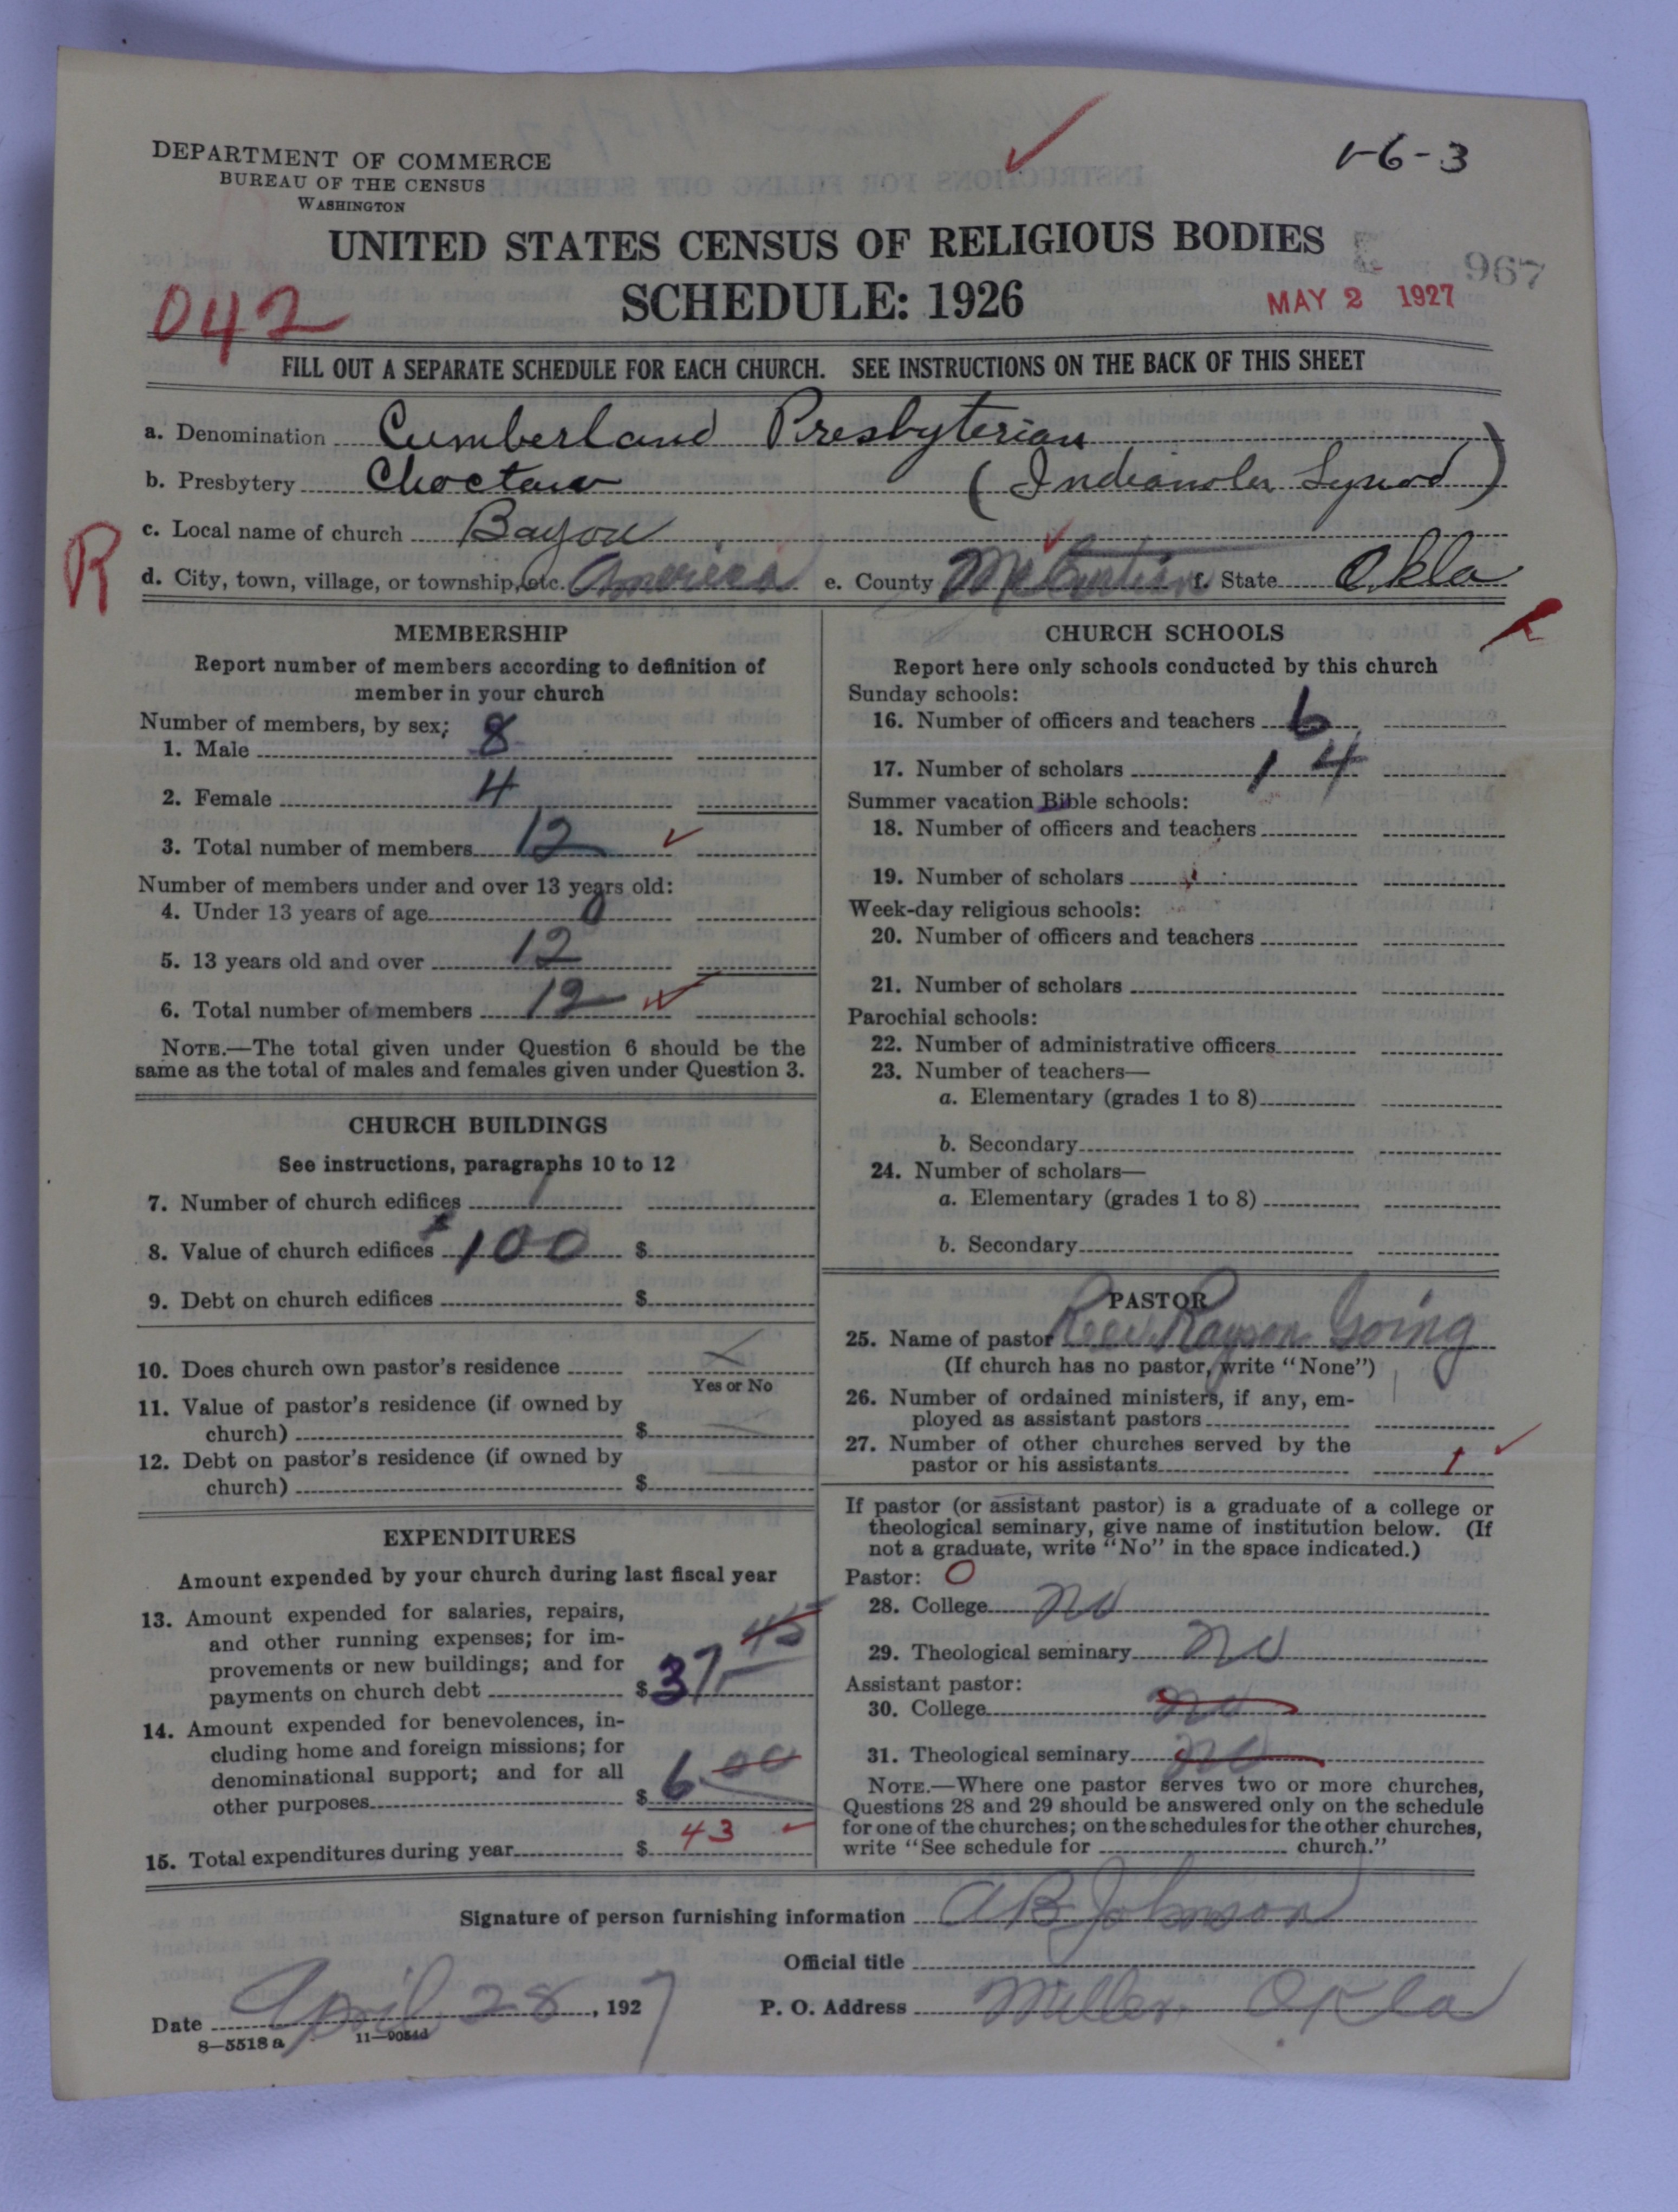 1-6-3
DEPARTMENT OF COMMERCE
BUREAU OF THE CENSUS
WASHINGTON
UNITED STATES CENSUS OF RELIGIOUS BODIES
967
SCHEDULE: 1926
MAY 2 1927
042
FILL OUT A SEPARATE SCHEDULE FOR EACH CHURCH. SEE INSTRUCTIONS ON THE BACK OF THIS SHEET
a. Denomination Cumberland Presbyterian
b. Presbytery Choctaw (Indianola Synod)
c. Local name of church Bayou
R
d. City, town, village, or township, etc. America e. County McCurtain f. State Okla
MEMBERSHIP
Report number of members according to definition of
member in your church
Number of members, by sex:
1. Male 8
2. Female 4
3. Total number of members 12
Number of members under and over 13 years old:
4. Under 13 years of age 0
5. 13 years old and over 12
6. Total number of members 12
NOTE.—The total given under Question 6 should be the
same as the total of males and females given under Question 3.
CHURCH BUILDINGS
See instructions, paragraphs 10 to 12
7. Number of church edifices 1
8. Value of church edifices $100 $
9. Debt on church edifices $
10. Does church own pastor's residence
Yes or No
11. Value of pastor's residence (if owned by
church) $
12. Debt on pastor's residence (if owned by
church) $
EXPENDITURES
Amount expended by your church during last fiscal year
13. Amount expended for salaries, repairs,
and other running expenses; for im-
provements or new buildings; and for
payments on church debt $ 37 45
14. Amount expended for benevolences, in-
cluding home and foreign missions; for
denominational support; and for all
other purposes $ 6 00
15. Total expenditures during year $ 43
CHURCH SCHOOLS
Report here only schools conducted by this church
Sunday schools:
16. Number of officers and teachers 6
17. Number of scholars 14
Summer vacation Bible schools:
18. Number of officers and teachers
19. Number of scholars
Week-day religious schools:
20. Number of officers and teachers
21. Number of scholars
Parochial schools:
22. Number of administrative officers
23. Number of teachers—
a. Elementary (grades 1 to 8)
b. Secondary
24. Number of scholars—
a. Elementary (grades 1 to 8)
b. Secondary
PASTOR
25. Name of pastor Rev. Rayson Going
(If church has no pastor, write "None")
26. Number of ordained ministers, if any, em-
ployed as assistant pastors
27. Number of other churches served by the
pastor or his assistants 1
If pastor (or assistant pastor) is a graduate of a college or
theological seminary, give name of institution below. (If
not a graduate, write "No" in the space indicated.)
Pastor: O
28. College no
29. Theological seminary no
Assistant pastor:
30. College no
31. Theological seminary no
NOTE.—Where one pastor serves two or more churches,
Questions 28 and 29 should be answered only on the schedule
for one of the churches; on the schedules for the other churches,
write "See schedule for church."
Signature of person furnishing information A B Johnson
Official title
Date April 28, 1927 P. O. Address Miller Okla
8—5518 a 11—9054d